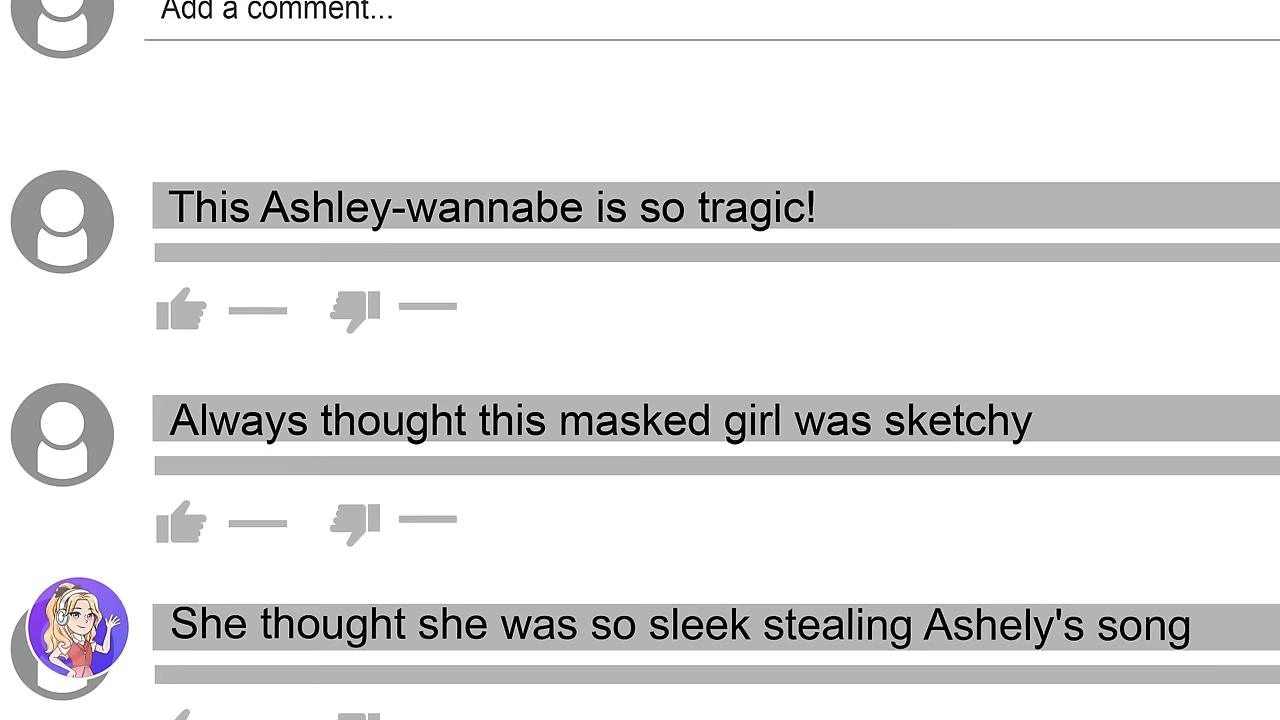 Add a comment...
This Ashley-wannabe is so tragic!
Always thought this masked girl was sketchy
She thought she was so sleek stealing Ashely's song